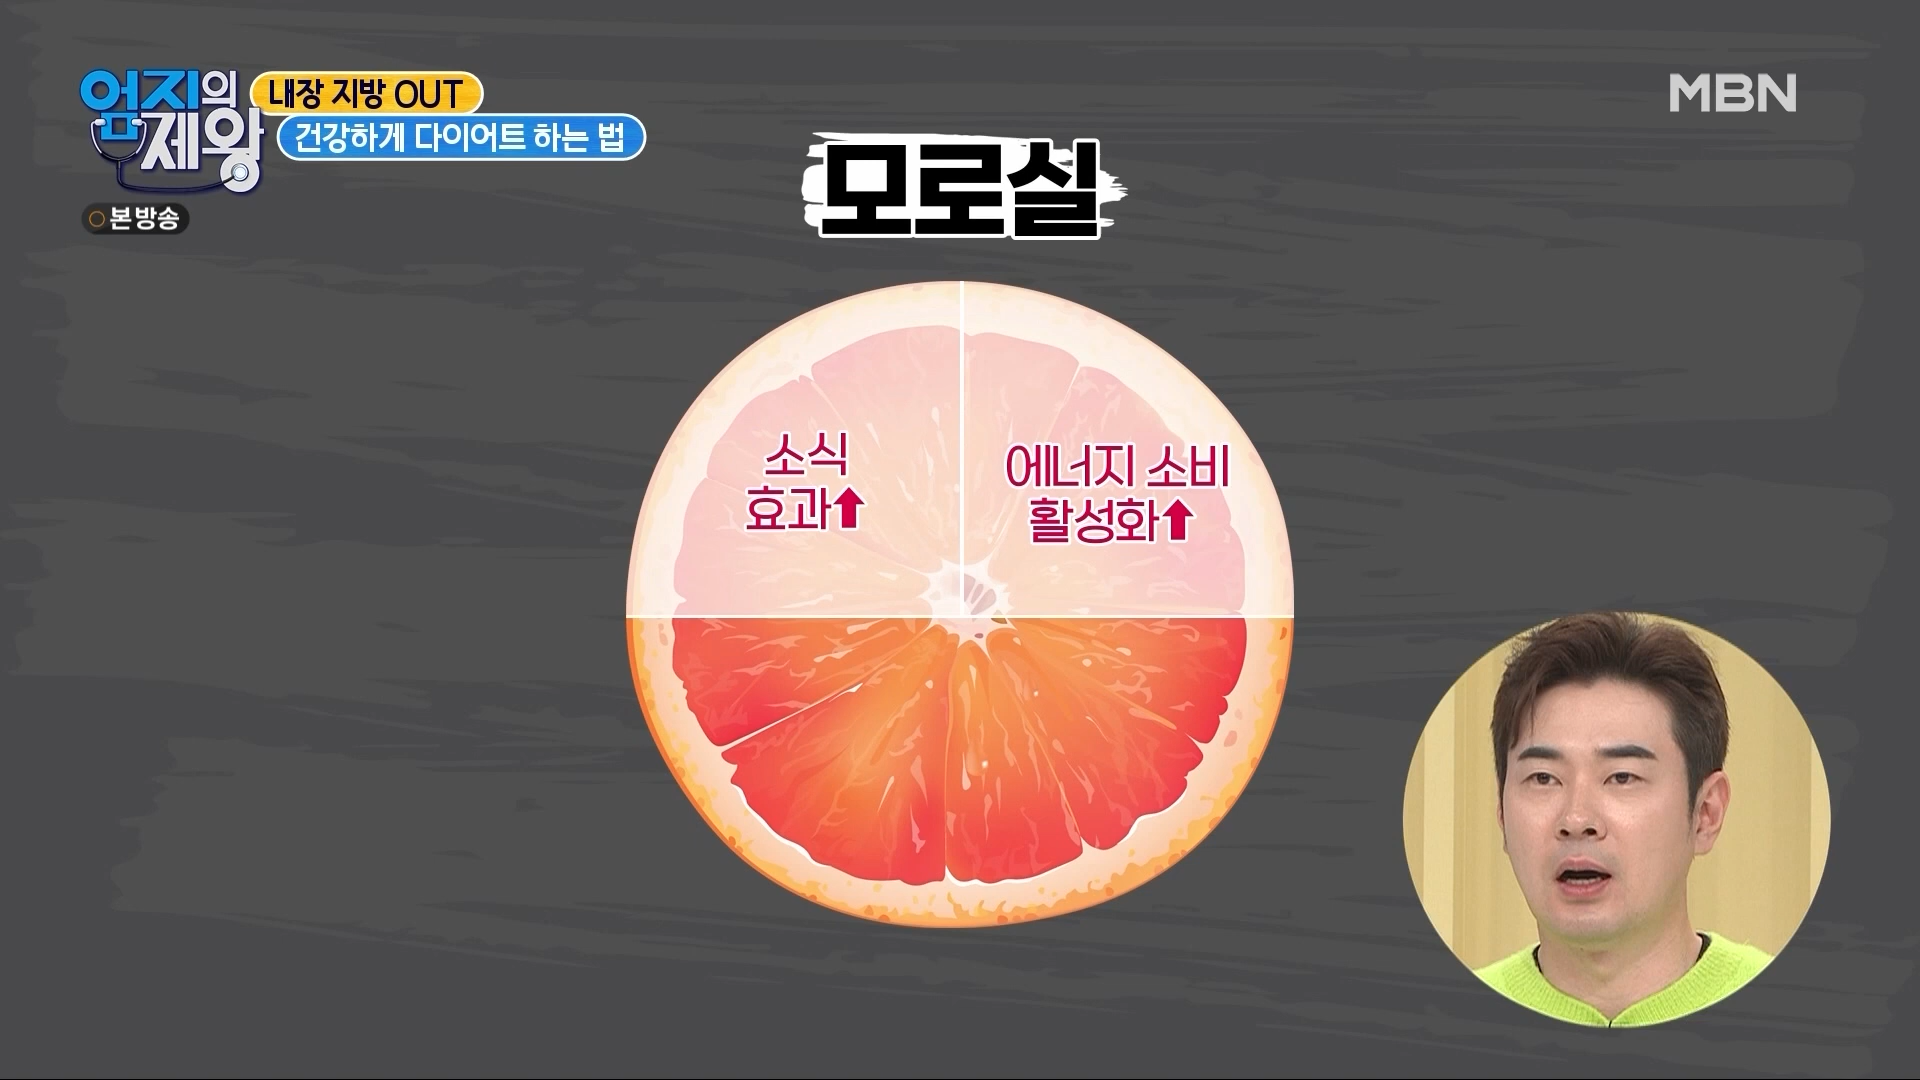 엄지의
제왕
내장 지방 OUT
건강하게 다이어트 하는 법
본방송
MBN
모로실
소식
효과⬆
에너지 소비
활성화⬆